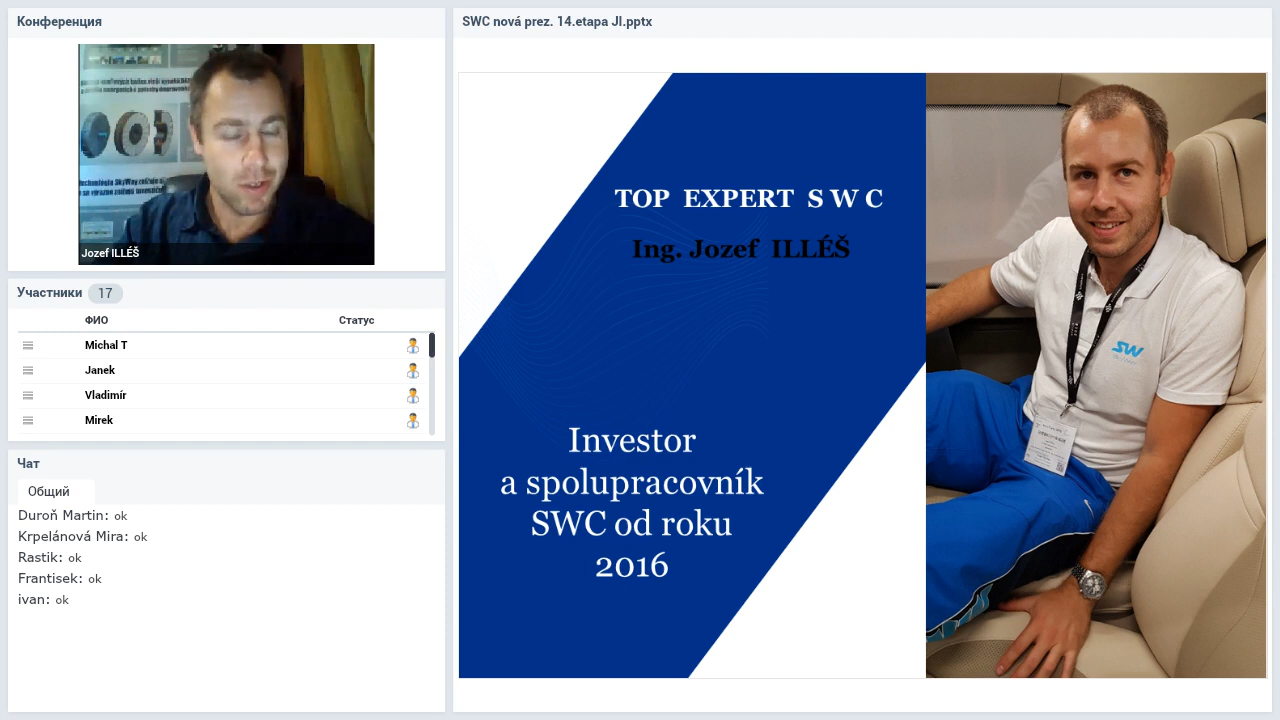 Конференция
Jozef ILLÉŠ
Участники 17
ФИО Статус
Michal T
Janek
Vladimír
Mirek
Чат
Общий
Duroň Martin: ok
Krpelánová Mira: ok
Rastik: ok
Frantisek: ok
ivan: ok
SWC nová prez. 14.etapa JI.pptx
TOP EXPERT S W C
Ing. Jozef ILLÉŠ
Investor
a spolupracovník
SWC od roku
2016
SW